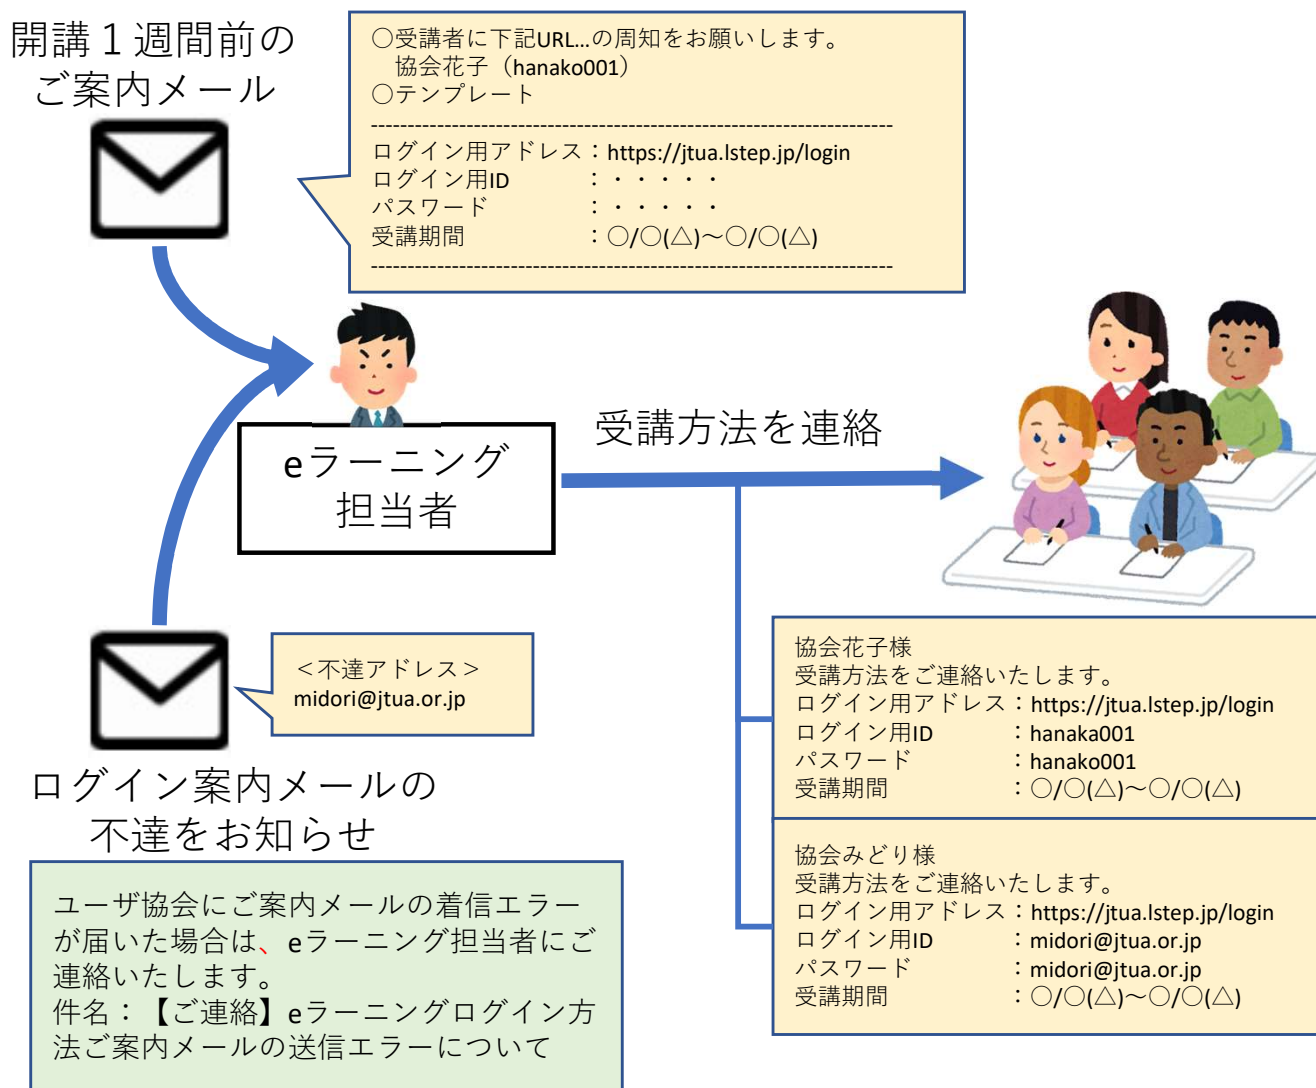 開講１週間前の
ご案内メール
○受講者に下記URL…の周知をお願いします。
協会花子（hanako001）
○テンプレート
------------------------------------------------------------------------
ログイン用アドレス：https://jtua.lstep.jp/login
ログイン用ID　　　：・・・・・
パスワード　　　　：・・・・・
受講期間　　　　　：○/○(△)～○/○(△)
------------------------------------------------------------------------
eラーニング
担当者
受講方法を連絡
＜不達アドレス＞
midori@jtua.or.jp
ログイン案内メールの
不達をお知らせ
ユーザ協会にご案内メールの着信エラー
が届いた場合は、eラーニング担当者にご
連絡いたします。
件名：【ご連絡】eラーニングログイン方
法ご案内メールの送信エラーについて
協会花子様
受講方法をご連絡いたします。
ログイン用アドレス：https://jtua.lstep.jp/login
ログイン用ID　　　：hanaka001
パスワード　　　　：hanako001
受講期間　　　　　：○/○(△)～○/○(△)
協会みどり様
受講方法をご連絡いたします。
ログイン用アドレス：https://jtua.lstep.jp/login
ログイン用ID　　　：midori@jtua.or.jp
パスワード　　　　：midori@jtua.or.jp
受講期間　　　　　：○/○(△)～○/○(△)